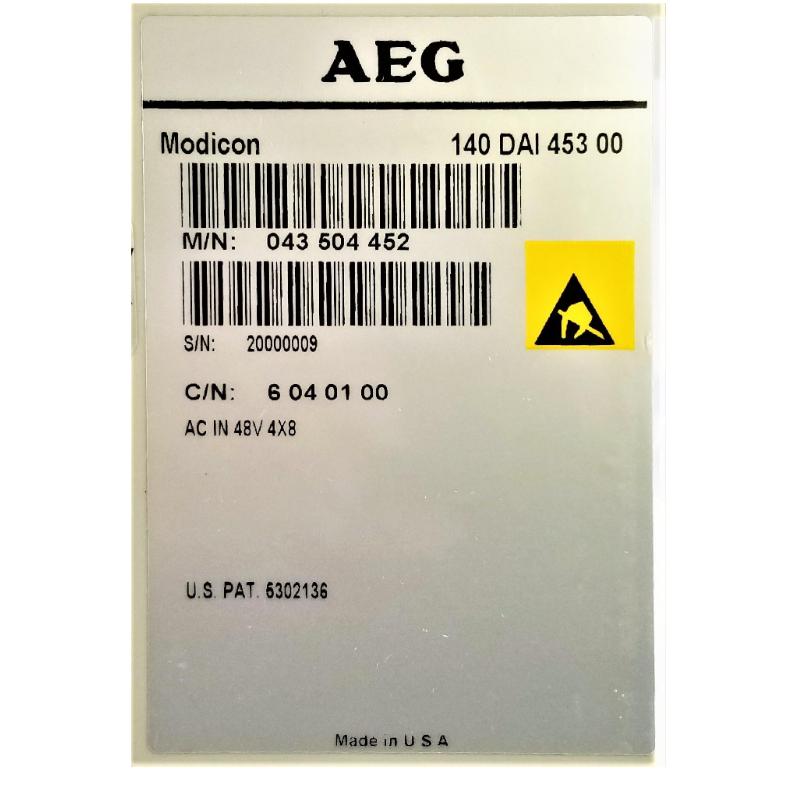 AEG
Modicon 140 DAI 453 00
M/N: 043 504 452
S/N: 20000009
C/N: 6 04 01 00
AC IN 48V 4X8
U.S. PAT. 5302136
Made in U S A